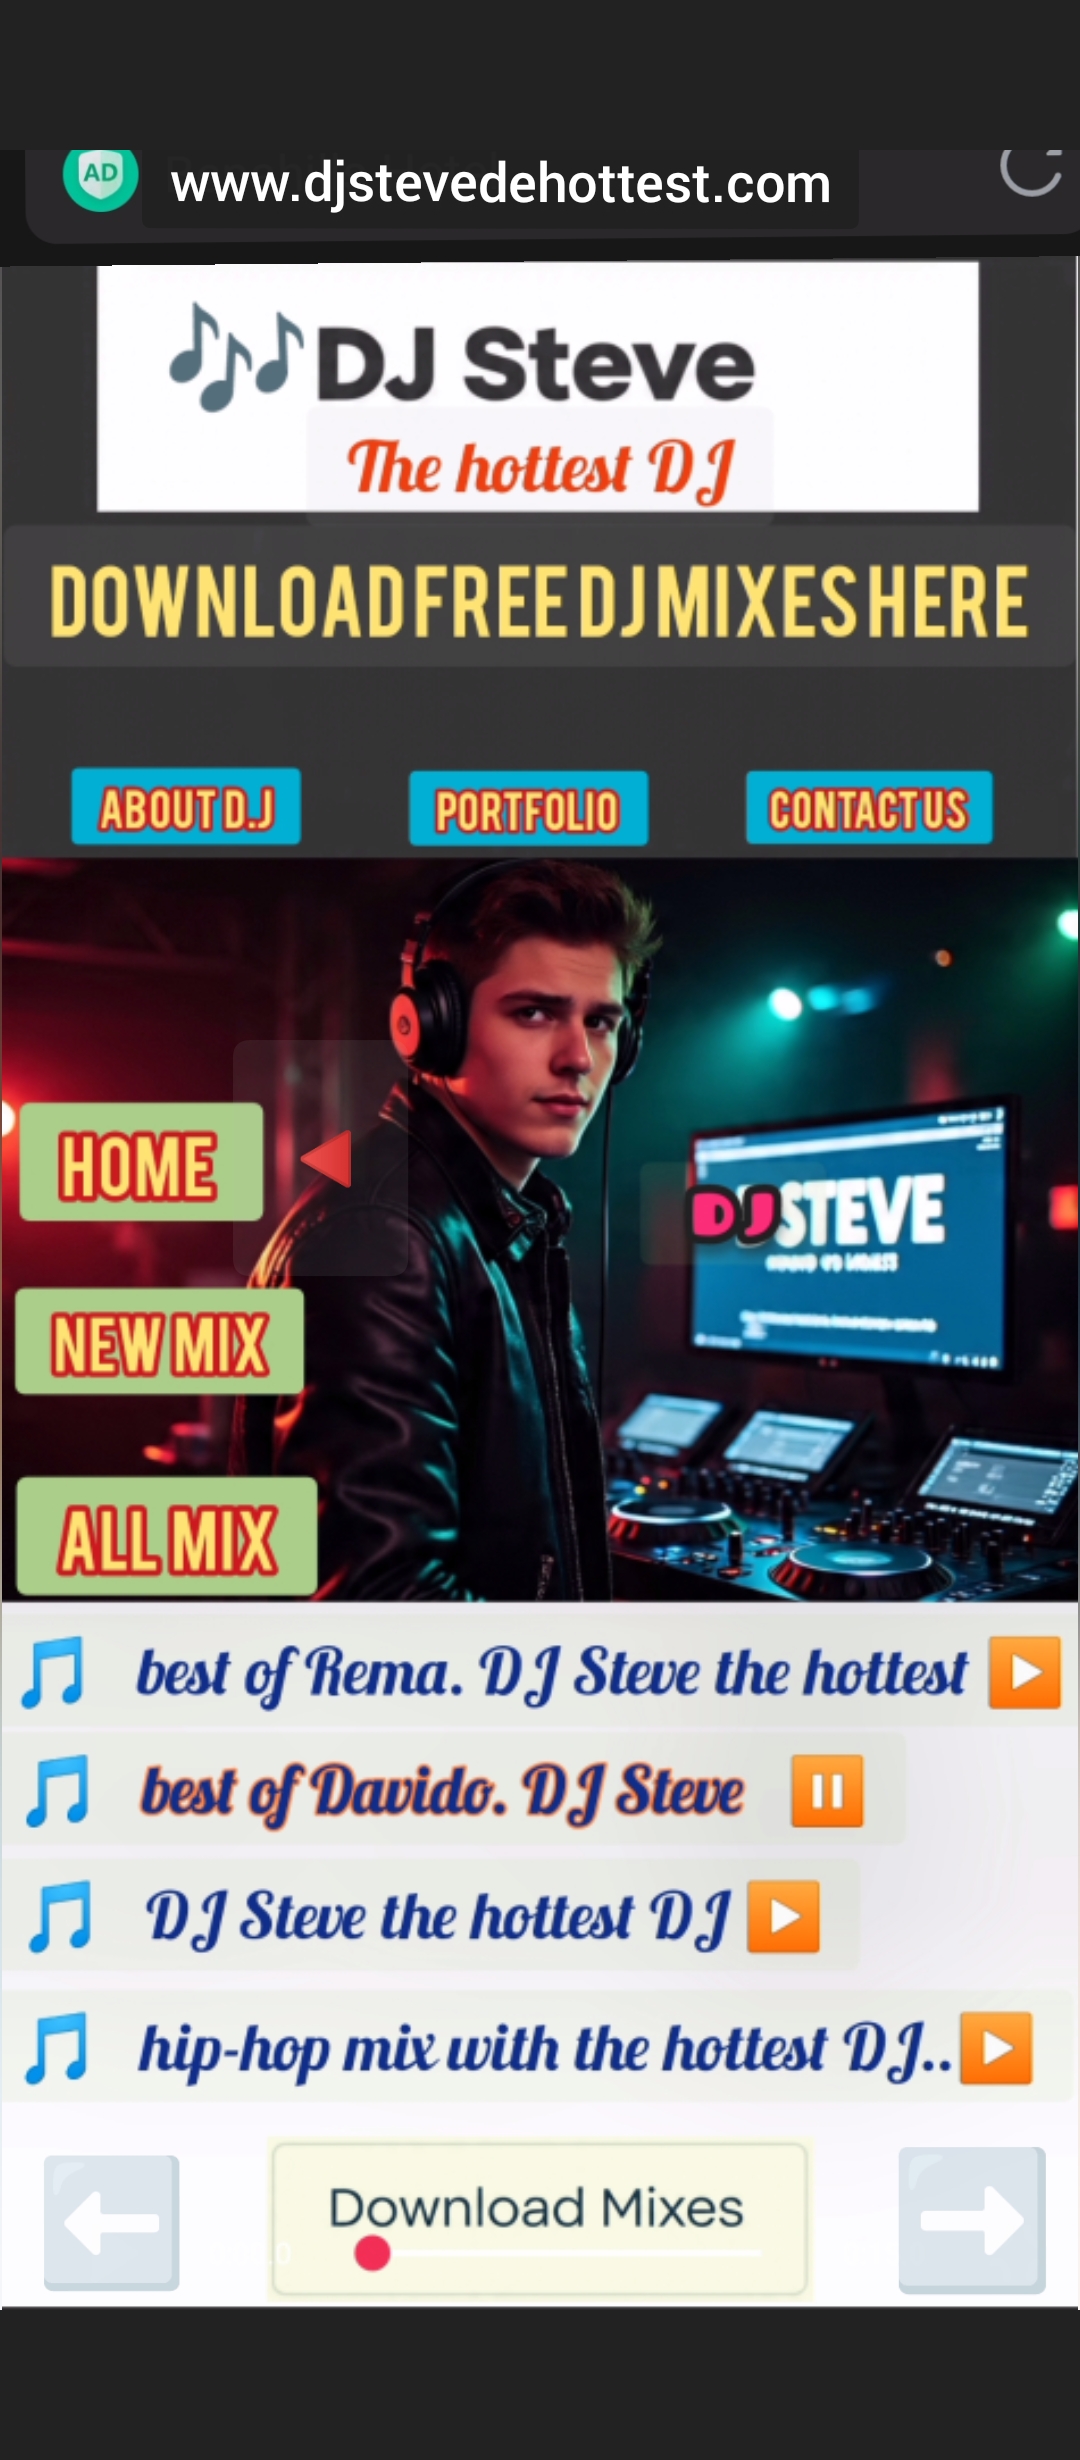 AD
www.djstevedehottest.com
DJ Steve
The hottest DJ
DOWNLOAD FREE DJ MIXES HERE
ABOUT D.J
PORTFOLIO
CONTACT US
HOME
DJ STEVE
NEW MIX
ALL MIX
best of Rema. DJ Steve the hottest
best of Davido. DJ Steve
DJ Steve the hottest DJ
hip-hop mix with the hottest DJ..
Download Mixes